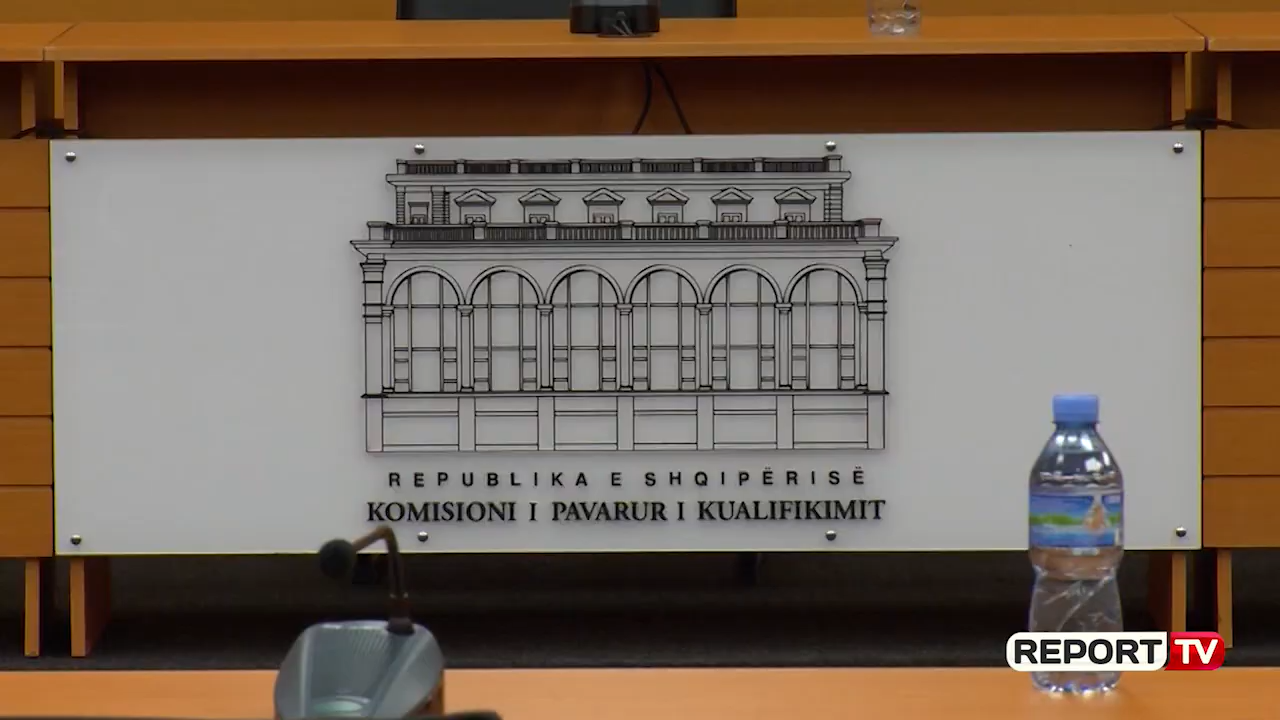 REPUBLIKA E SHQIPËRISË
KOMISIONI I PAVARUR I KUALIFIKIMIT
REPORT TV